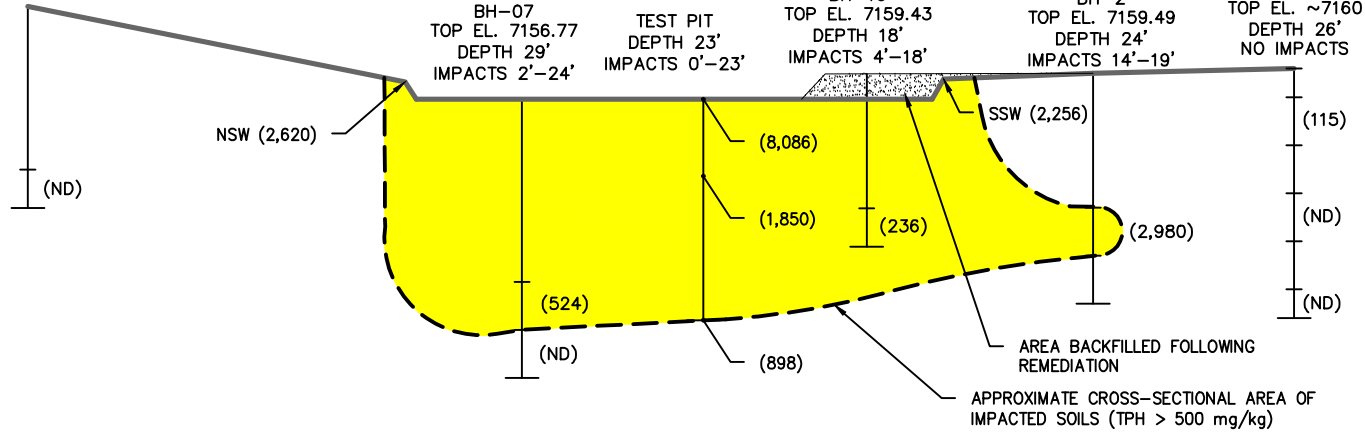 BH-07
TOP EL. 7156.77
DEPTH 29'
IMPACTS 2'-24'
TEST PIT
DEPTH 23'
IMPACTS 0'-23'
TOP EL. 7159.43
DEPTH 18'
IMPACTS 4'-18'
BH-2
TOP EL. 7159.49
DEPTH 24'
IMPACTS 14'-19'
TOP EL. ~7160
DEPTH 26'
NO IMPACTS
NSW (2,620)
(8,086)
SSW (2,256)
(115)
(ND)
(1,850)
(236)
(2,980)
(ND)
(524)
(ND)
(ND)
(898)
AREA BACKFILLED FOLLOWING
REMEDIATION
APPROXIMATE CROSS-SECTIONAL AREA OF
IMPACTED SOILS (TPH > 500 mg/kg)